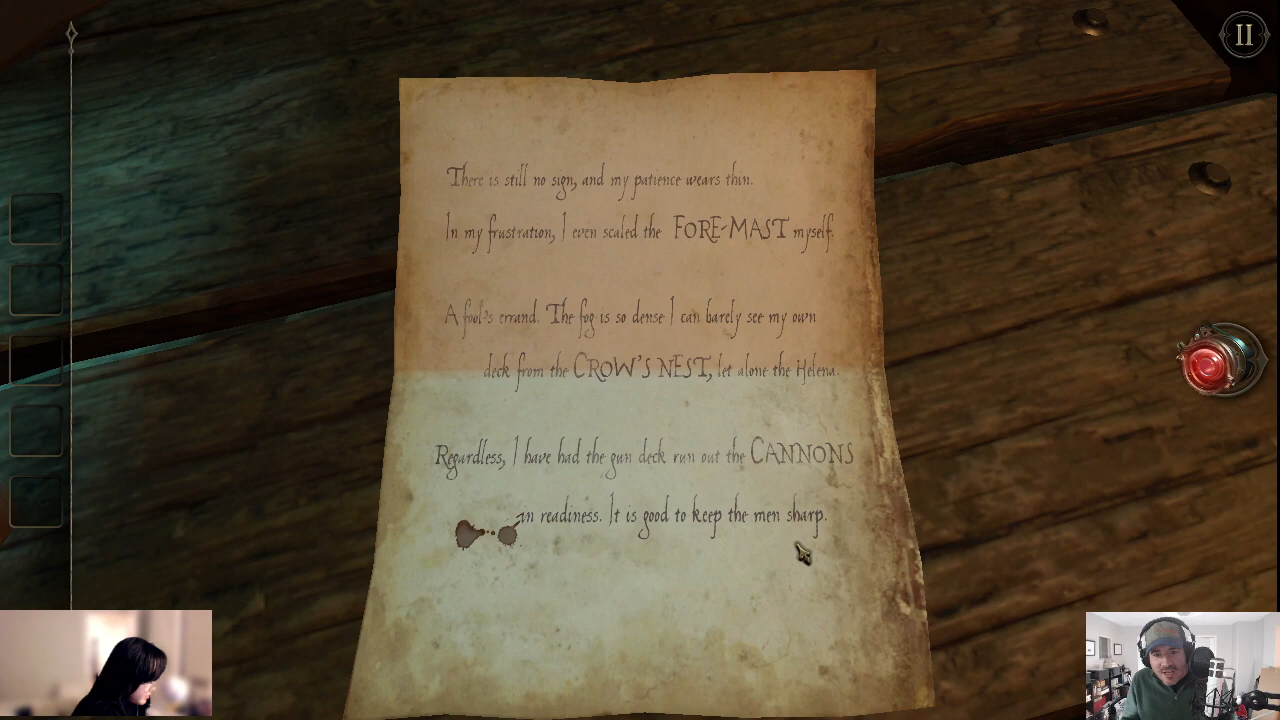 II
There is still no sign, and my patience wears thin.
In my frustration, I even scaled the FORE-MAST myself.
A fool's errand. The fog is so dense I can barely see my own
deck from the CROW'S NEST, let alone the Helena.
Regardless, I have had the gun deck run out the CANNONS
in readiness. It is good to keep the men sharp.